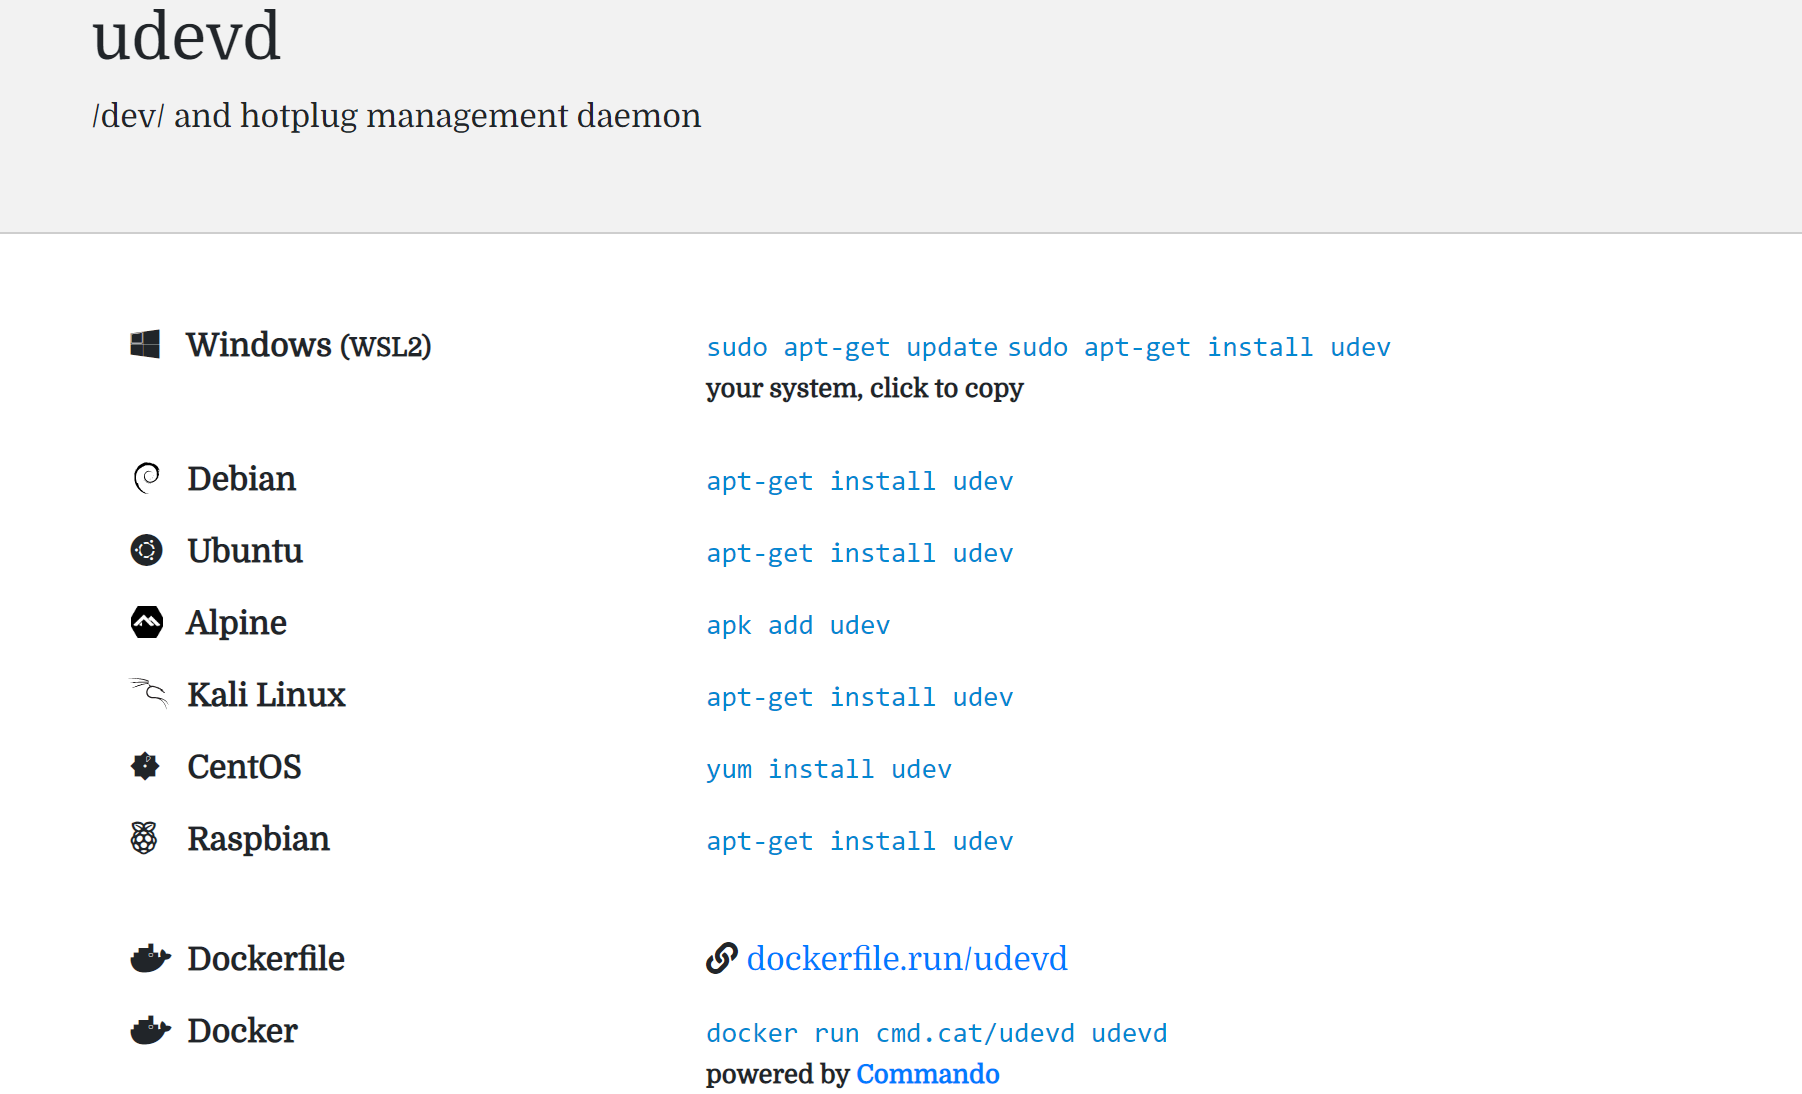 udevd
/dev/ and hotplug management daemon
Windows (WSL2) sudo apt-get update sudo apt-get install udev
your system, click to copy
Debian apt-get install udev
Ubuntu apt-get install udev
Alpine apk add udev
Kali Linux apt-get install udev
CentOS yum install udev
Raspbian apt-get install udev
Dockerfile dockerfile.run/udevd
Docker docker run cmd.cat/udevd udevd
powered by Commando